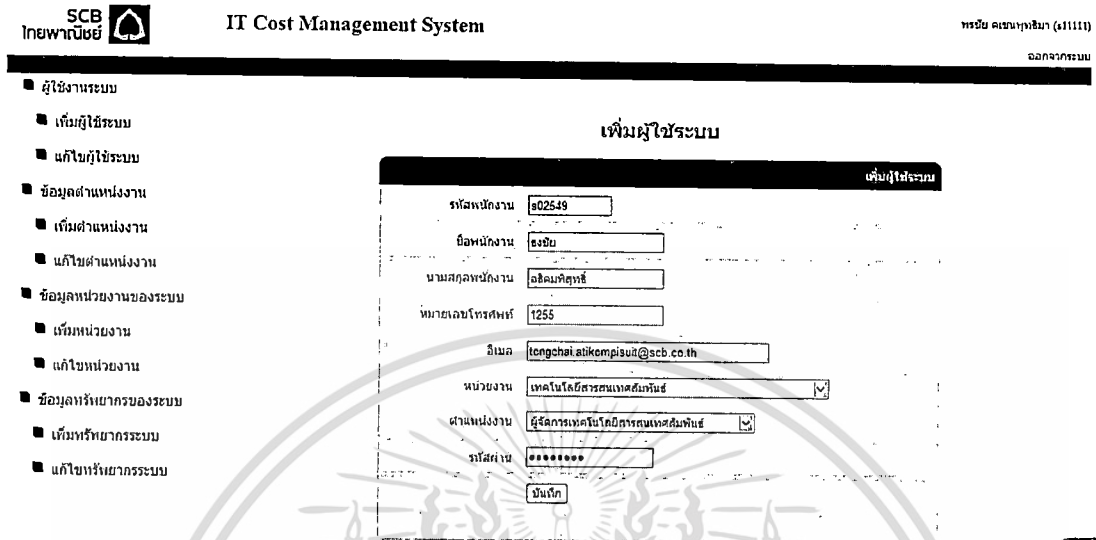 SCB
ไทยพาณิชย์
IT Cost Management System
(s11111)
ออกจากระบบ
ผู้ใช้งานระบบ
เพิ่มผู้ใช้ระบบ
แก้ไขผู้ใช้ระบบ
ข้อมูลตำแหน่งงาน
เพิ่มตำแหน่งงาน
แก้ไขตำแหน่งงาน
ข้อมูลหน่วยงานของระบบ
เพิ่มหน่วยงาน
แก้ไขหน่วยงาน
ข้อมูลทรัพยากรของระบบ
เพิ่มทรัพยากรระบบ
แก้ไขทรัพยากรระบบ
เพิ่มผู้ใช้ระบบ
เพิ่มผู้ใช้ระบบ
รหัสพนักงาน s02549
ชื่อพนักงาน ธงชัย
นามสกุลพนักงาน อธิคมพิสุทธิ์
หมายเลขโทรศัพท์ 1255
อีเมล tongchai.atikompisuit@scb.co.th
หน่วยงาน เทคโนโลยีสารสนเทศสัมพันธ์
ตำแหน่งงาน ผู้จัดการเทคโนโลยีสารสนเทศสัมพันธ์
รหัสผ่าน ••••••••
บันทึก